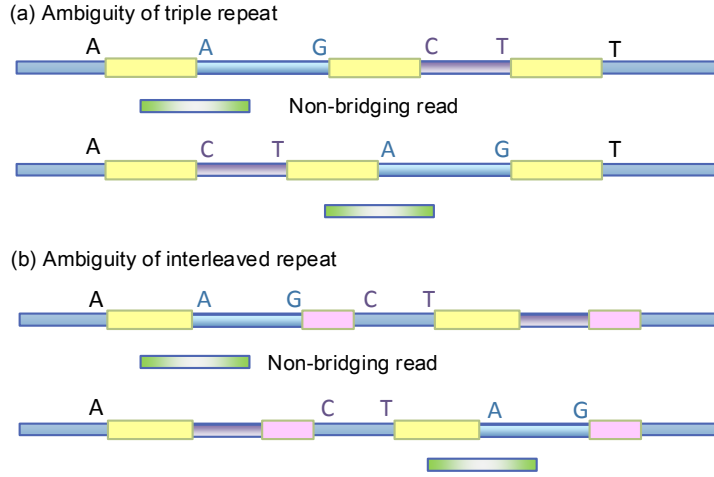 (a) Ambiguity of triple repeat
A A G C T T
Non-bridging read
A C T A G T
(b) Ambiguity of interleaved repeat
A A G C T
Non-bridging read
A C T A G